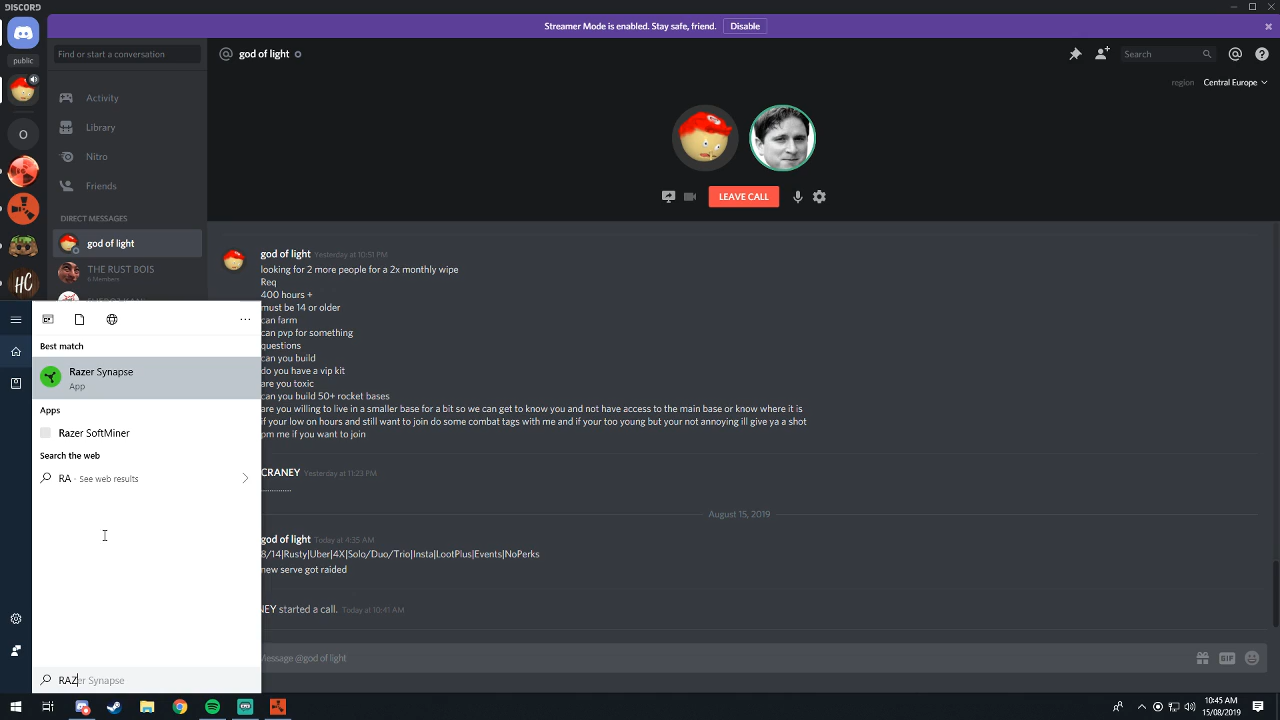 DISCORD
Streamer Mode is enabled. Stay safe, friend. Disable
public
Find or start a conversation
@ god of light
Search
region Central Europe
Activity
Library
Nitro
Friends
LEAVE CALL
DIRECT MESSAGES
god of light
THE RUST BOIS
6 Members
O
HC
god of light Yesterday at 10:51 PM
looking for 2 more people for a 2x monthly wipe
Req
400 hours +
must be 14 or older
can farm
can pvp for something
questions
can you build
do you have a vip kit
are you toxic
can you build 50+ rocket bases
are you willing to live in a smaller base for a bit so we can get to know you and not have access to the main base or know where it is
if your low on hours and still want to join do some combat tags with me and if your too young but your not annoying ill give ya a shot
pm me if you want to join
CRANEY Yesterday at 11:23 PM
August 15, 2019
god of light Today at 4:35 AM
8/14|Rusty|Uber|4X|Solo/Duo/Trio|Insta|LootPlus|Events|NoPerks
new serve got raided
NEY started a call. Today at 10:41 AM
Message @god of light
GIF
Best match
Razer Synapse
App
Apps
Razer SoftMiner
Search the web
RA - See web results
RAZer Synapse
10:45 AM
15/08/2019